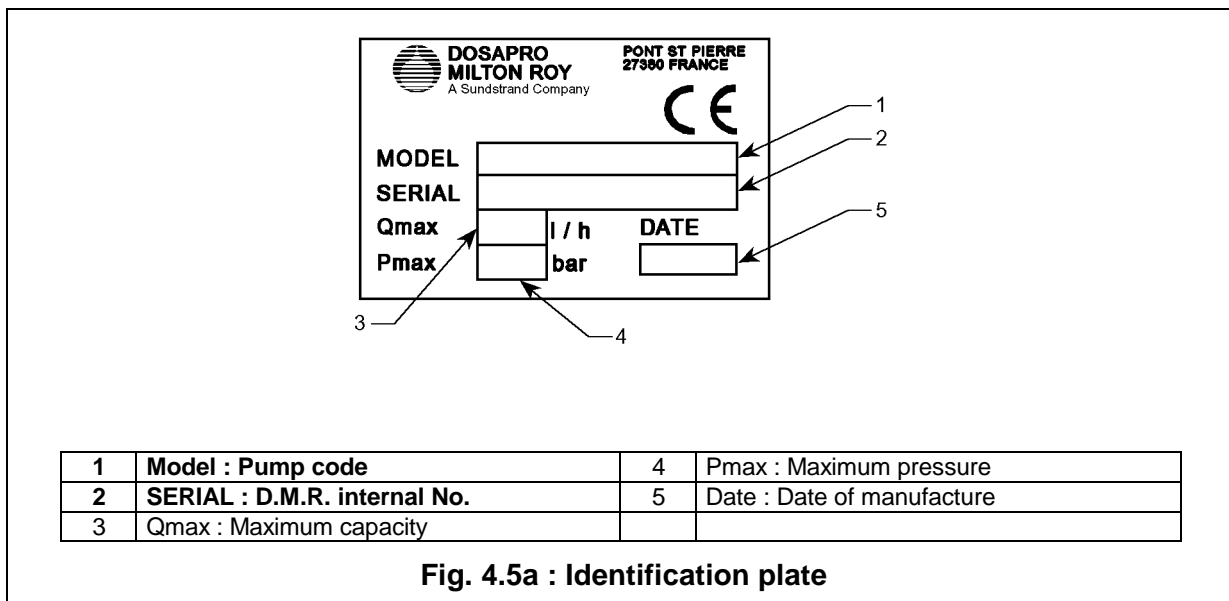 DOSAPRO
MILTON ROY
A Sundstrand Company
PONT ST PIERRE
27380 FRANCE
CE
MODEL
SERIAL
Qmax l / h DATE
Pmax bar
1
2
5
3
4
1 Model : Pump code 4 Pmax : Maximum pressure
2 SERIAL : D.M.R. internal No. 5 Date : Date of manufacture
3 Qmax : Maximum capacity
Fig. 4.5a : Identification plate